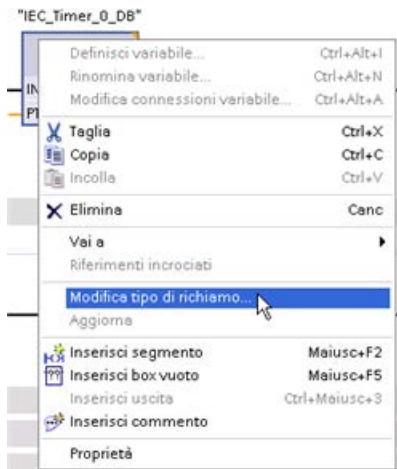 "IEC_Timer_0_DB"
Definisci variabile... Ctrl+Alt+I
Rinomina variabile... Ctrl+Alt+N
IN
Modifica connessioni variabile... Ctrl+Alt+A
PT
Taglia Ctrl+X
Copia Ctrl+C
Incolla Ctrl+V
Elimina Canc
Vai a
Riferimenti incrociati
Modifica tipo di richiamo...
Aggiorna
Inserisci segmento Maiusc+F2
Inserisci box vuoto Maiusc+F5
Inserisci uscita Ctrl+Maiusc+3
Inserisci commento
Proprietà